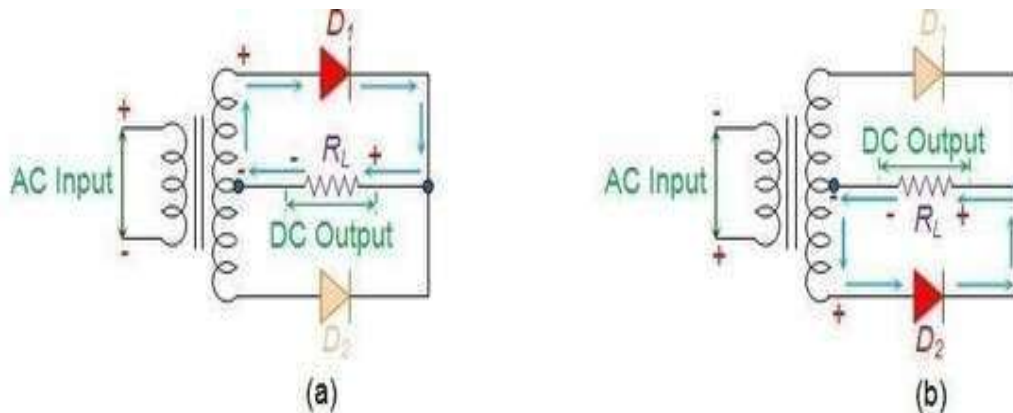 D1
+
+
- RL +
-
AC Input
DC Output
-
D2
(a)
D1
-
DC Output
AC Input
-
- RL +
+
+
D2
(b)